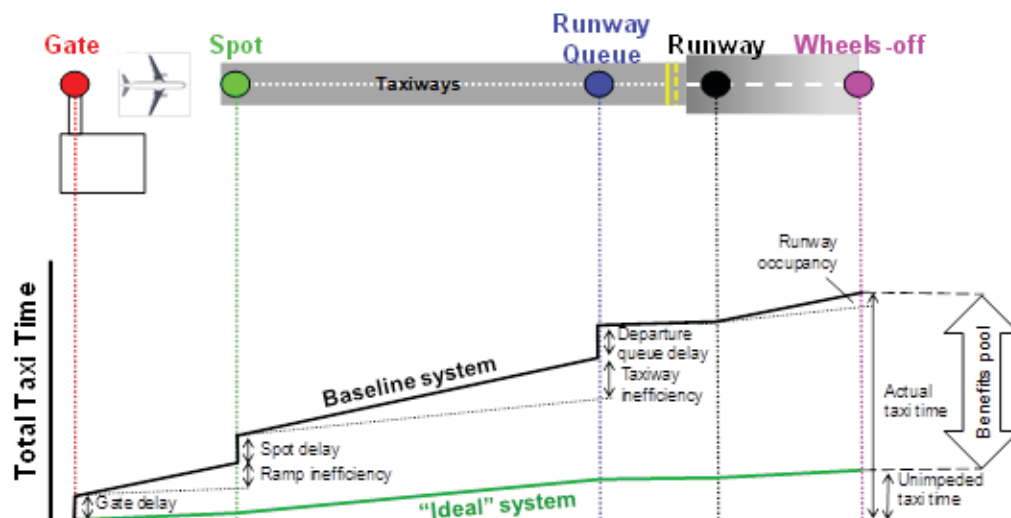 Gate
Spot
Runway
Queue
Runway
Wheels-off
Taxiways
Total Taxi Time
Runway
occupancy
Departure
queue delay
Taxiway
inefficiency
Baseline system
Actual
taxi time
Benefits pool
Spot delay
Ramp inefficiency
Gate delay
"Ideal" system
Unimpeded
taxi time